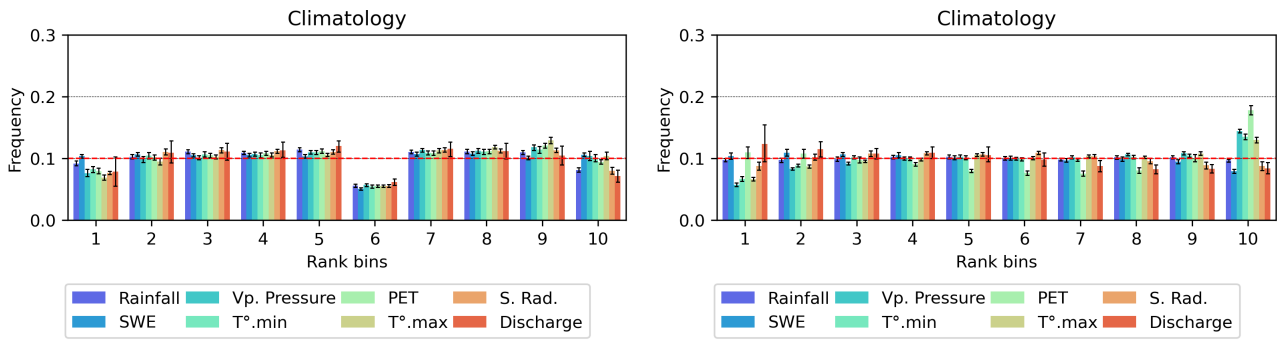 Climatology
Frequency
0.3
0.2
0.1
0.0
1 2 3 4 5 6 7 8 9 10
Rank bins
Rainfall Vp. Pressure PET S. Rad.
SWE T°.min T°.max Discharge
Climatology
Frequency
0.3
0.2
0.1
0.0
1 2 3 4 5 6 7 8 9 10
Rank bins
Rainfall Vp. Pressure PET S. Rad.
SWE T°.min T°.max Discharge